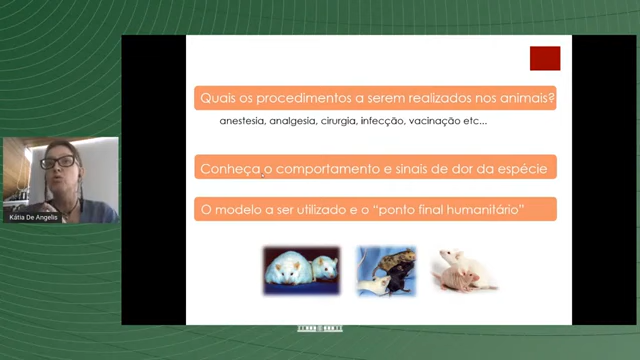 Quais os procedimentos a serem realizados nos animais?
anestesia, analgesia, cirurgia, infecção, vacinação etc...
Conheça o comportamento e sinais de dor da espécie
O modelo a ser utilizado e o “ponto final humanitário”
Kátia De Angelis